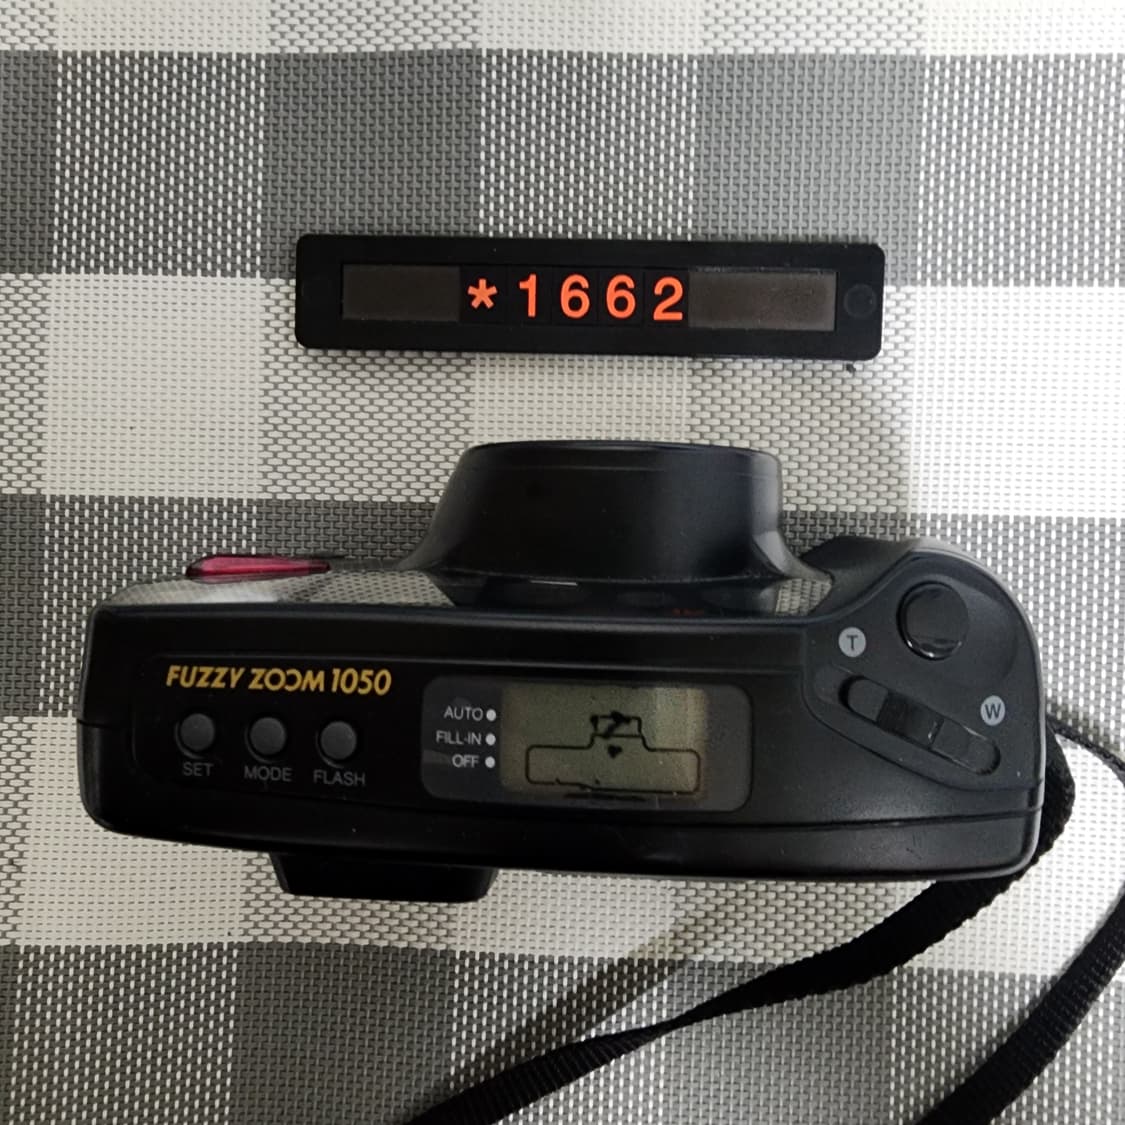 *1662
FUZZY ZOOM 1050
SET
MODE
FLASH
AUTO
FILL-IN
OFF
T
W